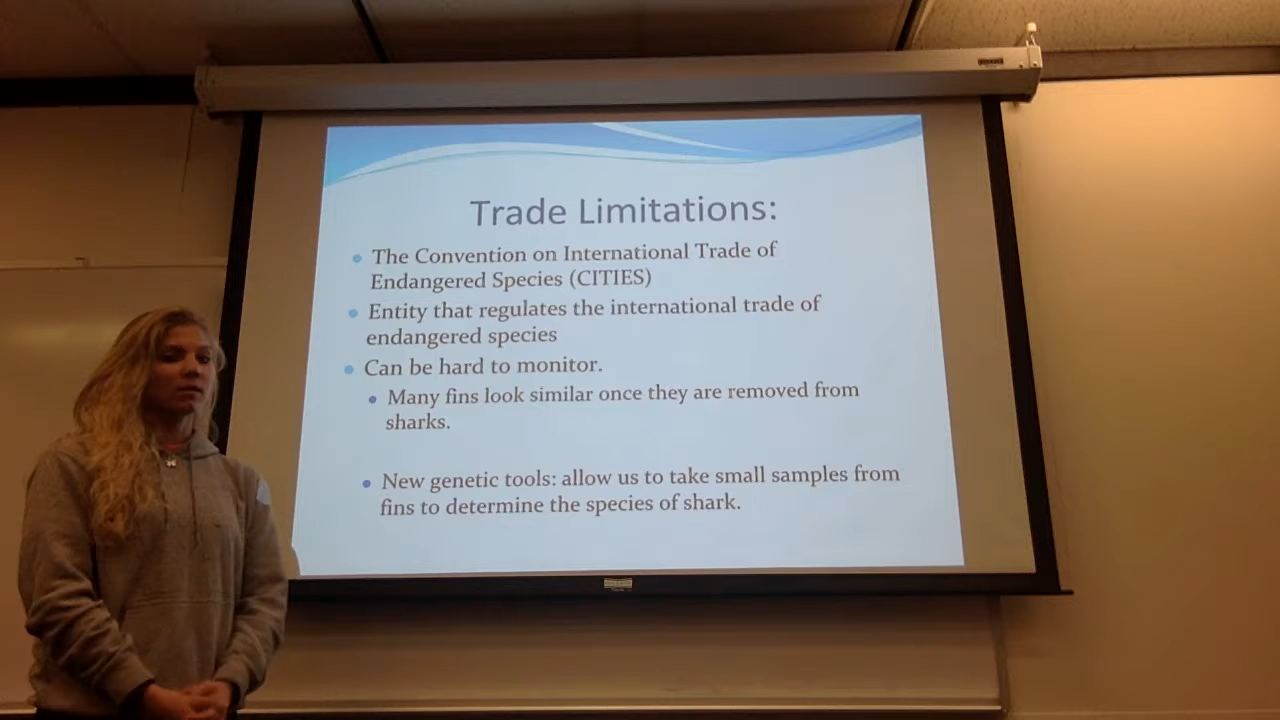 Trade Limitations:
The Convention on International Trade of
Endangered Species (CITIES)
Entity that regulates the international trade of
endangered species
Can be hard to monitor.
Many fins look similar once they are removed from
sharks.
New genetic tools: allow us to take small samples from
fins to determine the species of shark.